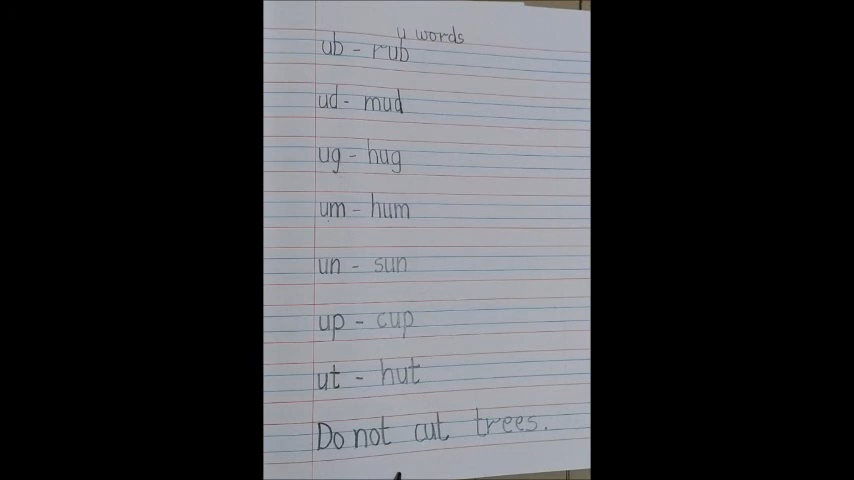 u words
ub - rub
ud - mud
ug - hug
um - hum
un - sun
up - cup
ut - hut
Do not cut trees.